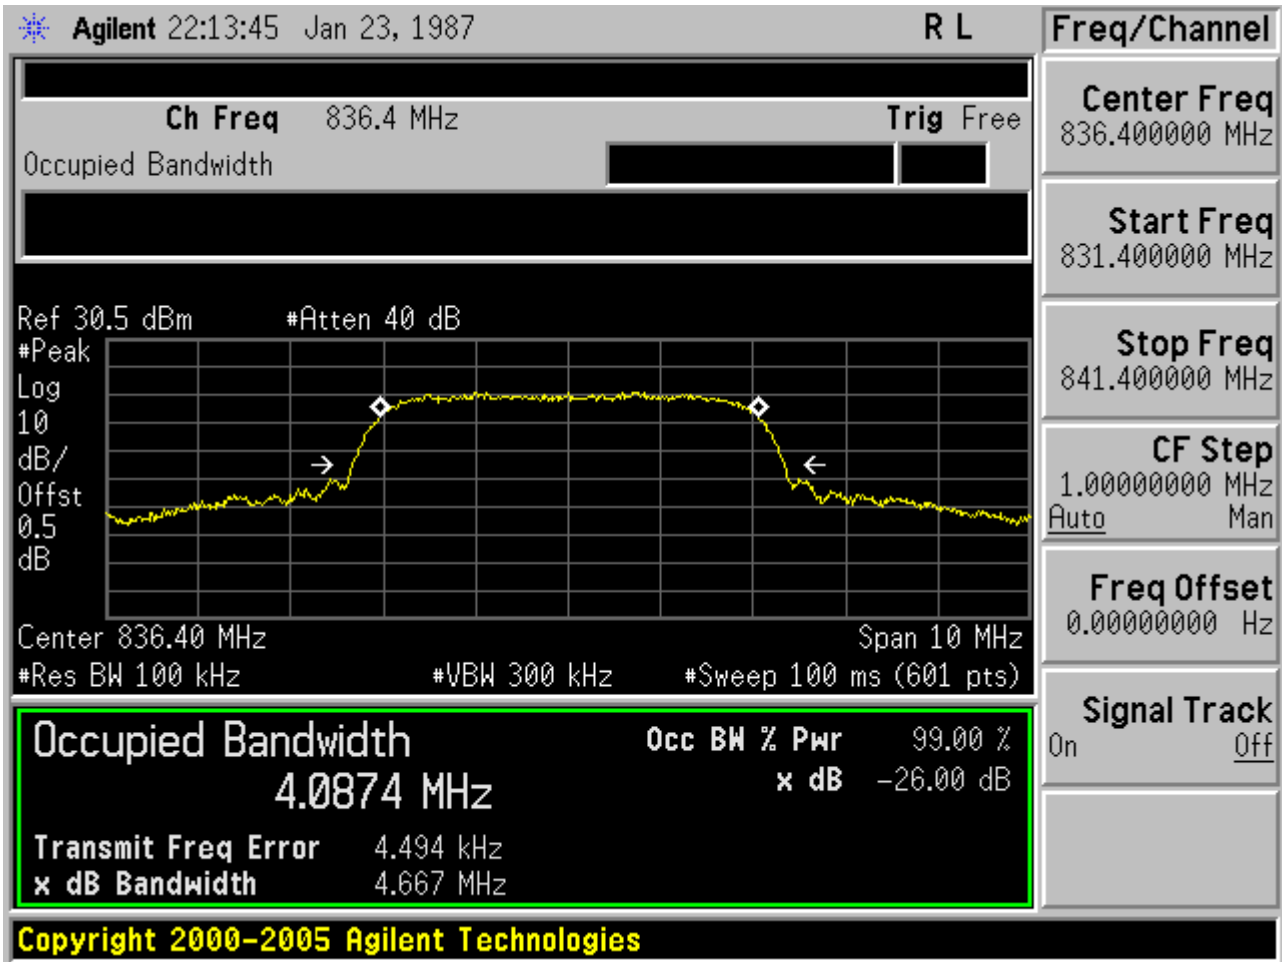 Agilent 22:13:45 Jan 23, 1987 R L
Freq/Channel
Ch Freq 836.4 MHz Trig Free
Occupied Bandwidth
Center Freq
836.400000 MHz
Start Freq
831.400000 MHz
Stop Freq
841.400000 MHz
CF Step
1.00000000 MHz
Auto Man
Freq Offset
0.00000000 Hz
Signal Track
On Off
Ref 30.5 dBm #Atten 40 dB
#Peak
Log
10
dB/
Offst
0.5
dB
Center 836.40 MHz Span 10 MHz
#Res BW 100 kHz #VBW 300 kHz #Sweep 100 ms (601 pts)
Occupied Bandwidth Occ BW % Pwr 99.00 %
4.0874 MHz x dB -26.00 dB
Transmit Freq Error 4.494 kHz
x dB Bandwidth 4.667 MHz
Copyright 2000-2005 Agilent Technologies